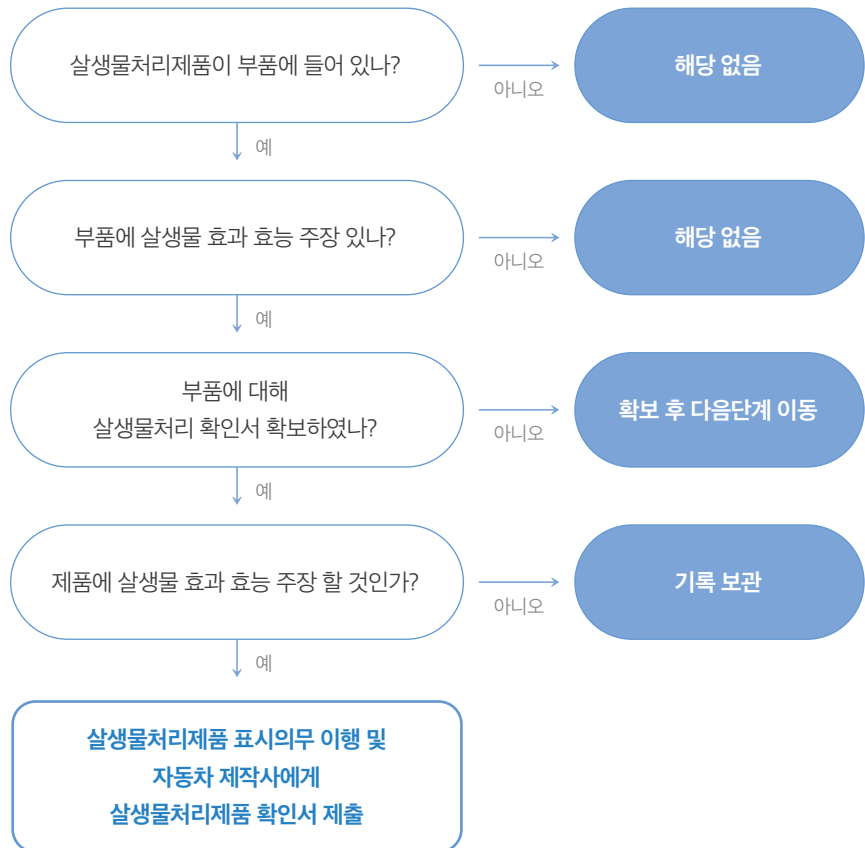 살생물처리제품이 부품에 들어 있나?
아니오
해당 없음
예
부품에 살생물 효과 효능 주장 있나?
아니오
해당 없음
예
부품에 대해
살생물처리 확인서 확보하였나?
아니오
확보 후 다음단계 이동
예
제품에 살생물 효과 효능 주장 할 것인가?
아니오
기록 보관
예
살생물처리제품 표시의무 이행 및
자동차 제작사에게
살생물처리제품 확인서 제출